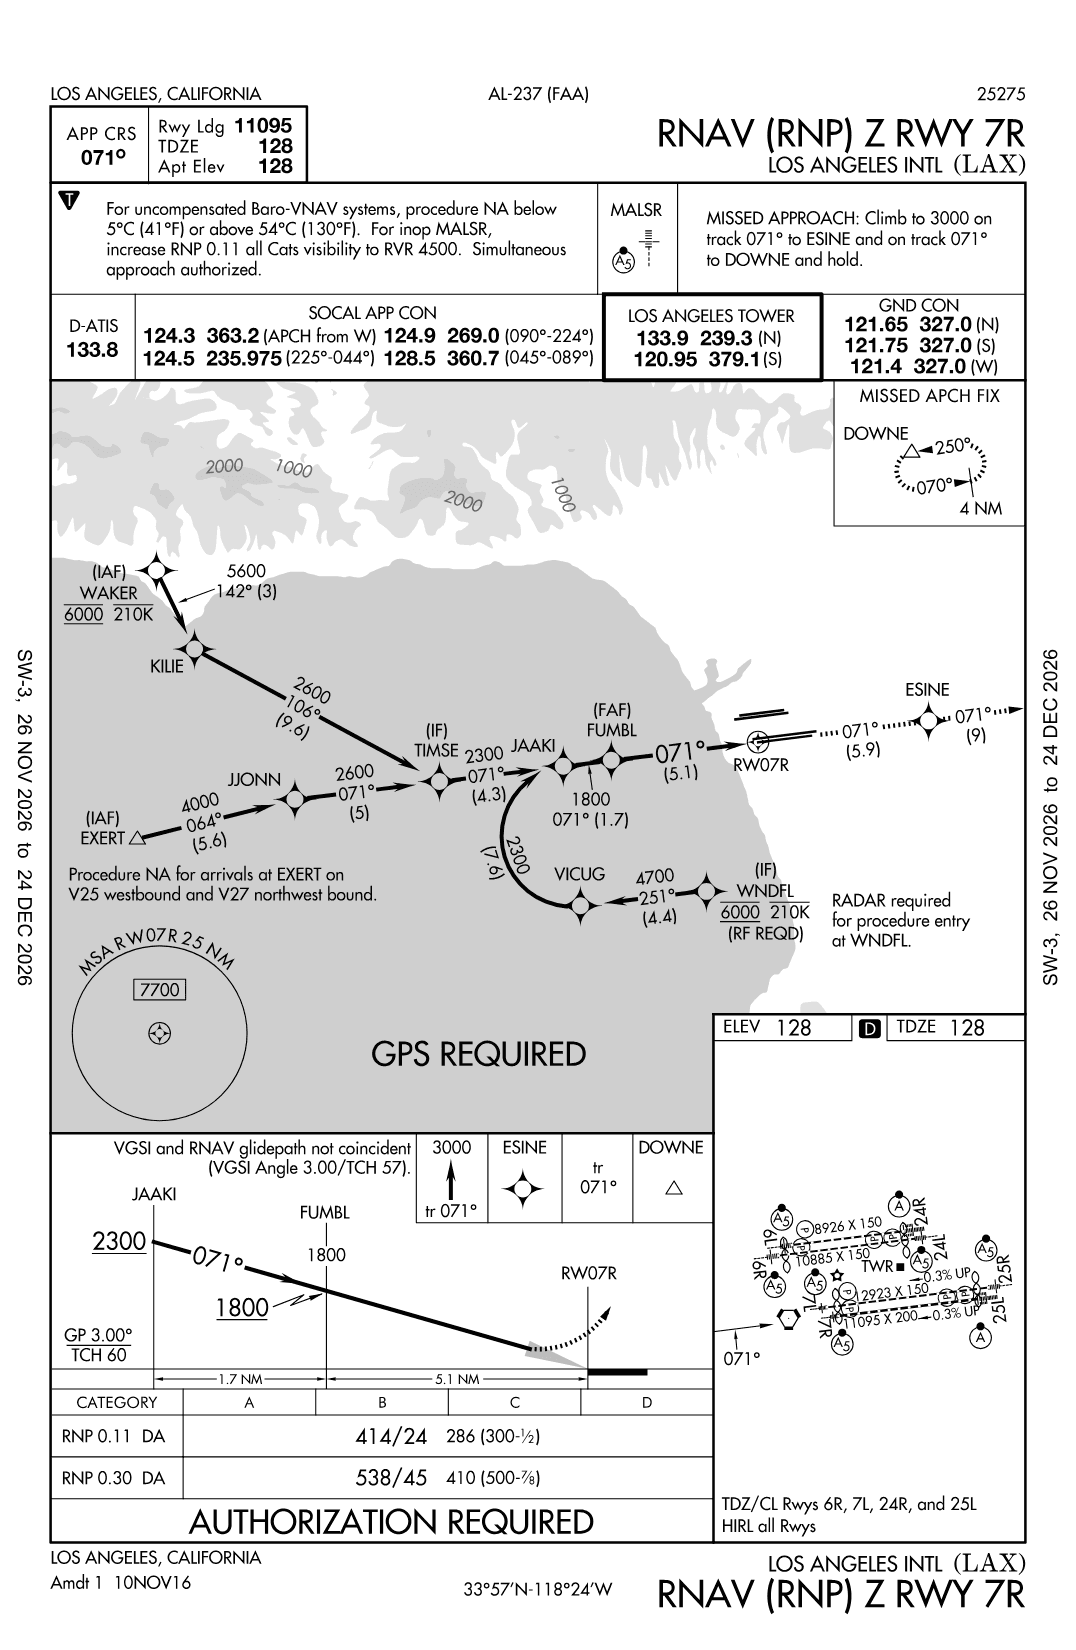 LOS ANGELES, CALIFORNIA
AL-237 (FAA)
25275
APP CRS
071°
Rwy Ldg 11095
TDZE 128
Apt Elev 128
RNAV (RNP) Z RWY 7R
LOS ANGELES INTL (LAX)
T
For uncompensated Baro-VNAV systems, procedure NA below
5°C (41°F) or above 54°C (130°F). For inop MALSR,
increase RNP 0.11 all Cats visibility to RVR 4500. Simultaneous
approach authorized.
MALSR
A5
MISSED APPROACH: Climb to 3000 on
track 071° to ESINE and on track 071°
to DOWNE and hold.
D-ATIS
133.8
SOCAL APP CON
124.3 363.2 (APCH from W) 124.9 269.0 (090°-224°)
124.5 235.975 (225°-044°) 128.5 360.7 (045°-089°)
LOS ANGELES TOWER
133.9 239.3 (N)
120.95 379.1 (S)
GND CON
121.65 327.0 (N)
121.75 327.0 (S)
121.4 327.0 (W)
MISSED APCH FIX
DOWNE
250°
070°
4 NM
2000
1000
2000
1000
(IAF)
WAKER
6000 210K
5600
142° (3)
KILIE
2600
106°
(9.6)
(IF)
TIMSE
2300
071°
(4.3)
JAAKI
(FAF)
FUMBL
071°
(5.1)
1800
071° (1.7)
RW07R
071°
(5.9)
ESINE
071°
(9)
JJONN
2600
071°
(5)
(IAF)
EXERT
4000
064°
(5.6)
Procedure NA for arrivals at EXERT on
V25 westbound and V27 northwest bound.
2300
(7.6)
VICUG
4700
251°
(4.4)
(IF)
WNDFL
6000 210K
(RF REQD)
RADAR required
for procedure entry
at WNDFL.
MSA RW07R 25 NM
7700
GPS REQUIRED
SW-3, 26 NOV 2026 to 24 DEC 2026
SW-3, 26 NOV 2026 to 24 DEC 2026
ELEV 128
D
TDZE 128
A5
A
6L
P
8926 X 150
24R
10885 X 150
6R
24L
A5
A5
TWR
A5
A5
0.3% UP
25R
7L
12923 X 150
7R
11095 X 200
0.3% UP
25L
A5
A
071°
TDZ/CL Rwys 6R, 7L, 24R, and 25L
HIRL all Rwys
VGSI and RNAV glidepath not coincident
(VGSI Angle 3.00/TCH 57).
3000
tr 071°
ESINE
tr
071°
DOWNE
JAAKI
2300
071°
FUMBL
1800
1800
RW07R
GP 3.00°
TCH 60
1.7 NM
5.1 NM
CATEGORY A B C D
RNP 0.11 DA 414/24 286 (300-½)
RNP 0.30 DA 538/45 410 (500-⅞)
AUTHORIZATION REQUIRED
LOS ANGELES, CALIFORNIA
Amdt 1 10NOV16
33°57'N-118°24'W
LOS ANGELES INTL (LAX)
RNAV (RNP) Z RWY 7R